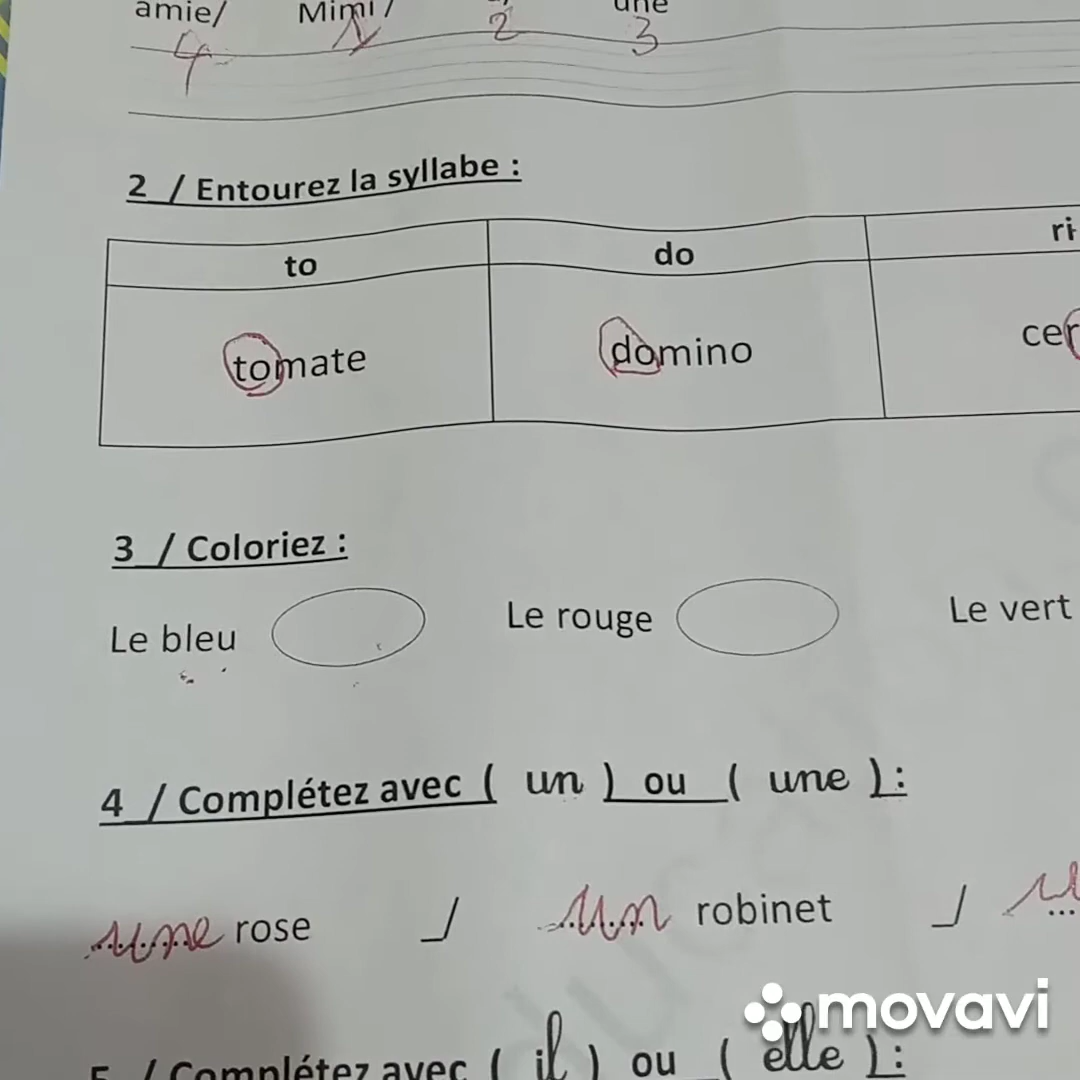 amie/ Mimi / une
4 1 2 3
2 / Entourez la syllabe :
to do ri
tomate domino cer
3 / Coloriez :
Le bleu Le rouge Le vert
4 / Complétez avec ( un ) ou ( une ) :
une rose / un robinet /
movavi
5 / Complétez avec ( il ) ou ( elle ) :